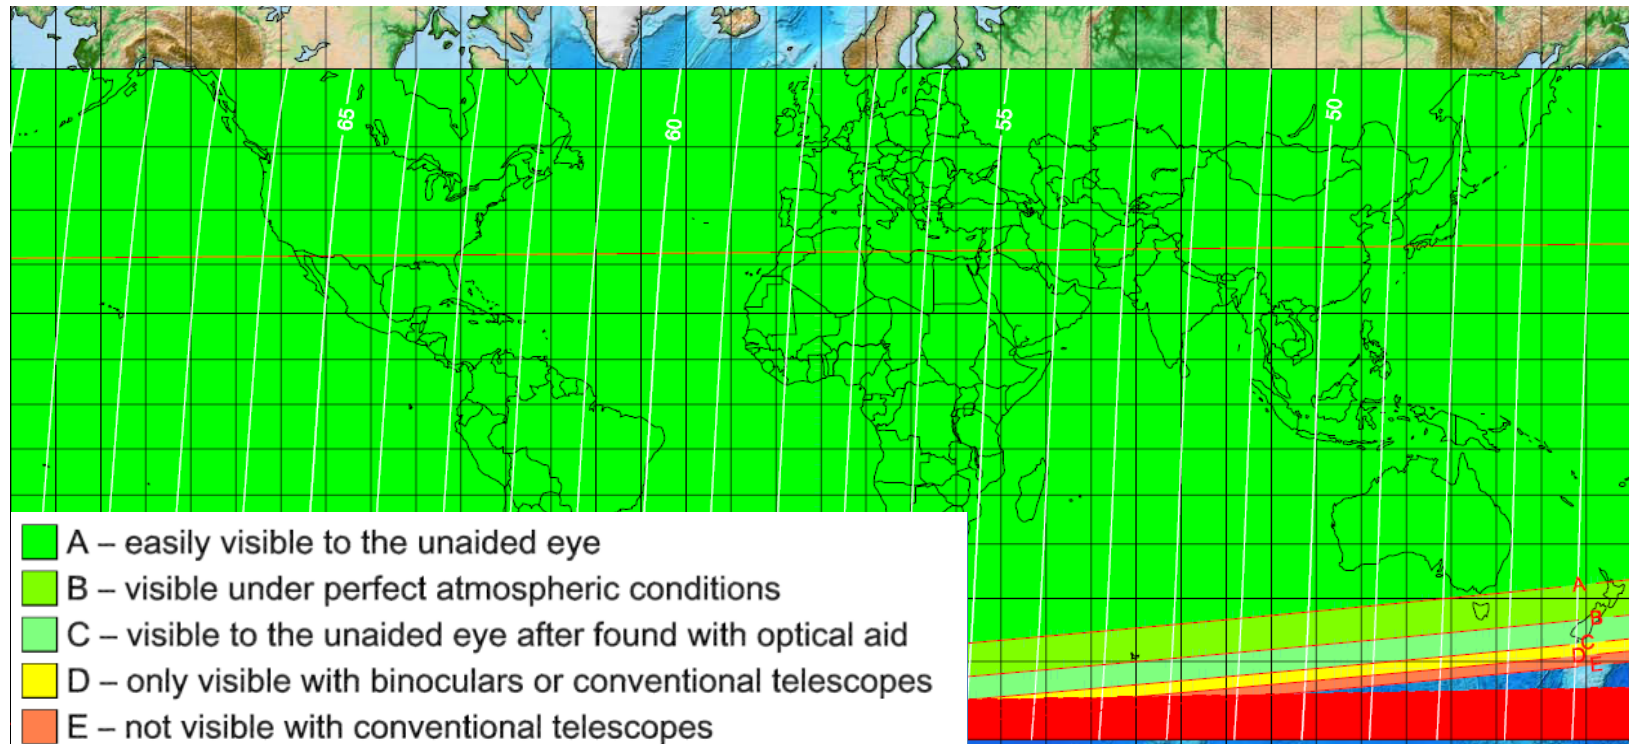 65
60
55
50
A
B
C
D
E
A – easily visible to the unaided eye
B – visible under perfect atmospheric conditions
C – visible to the unaided eye after found with optical aid
D – only visible with binoculars or conventional telescopes
E – not visible with conventional telescopes